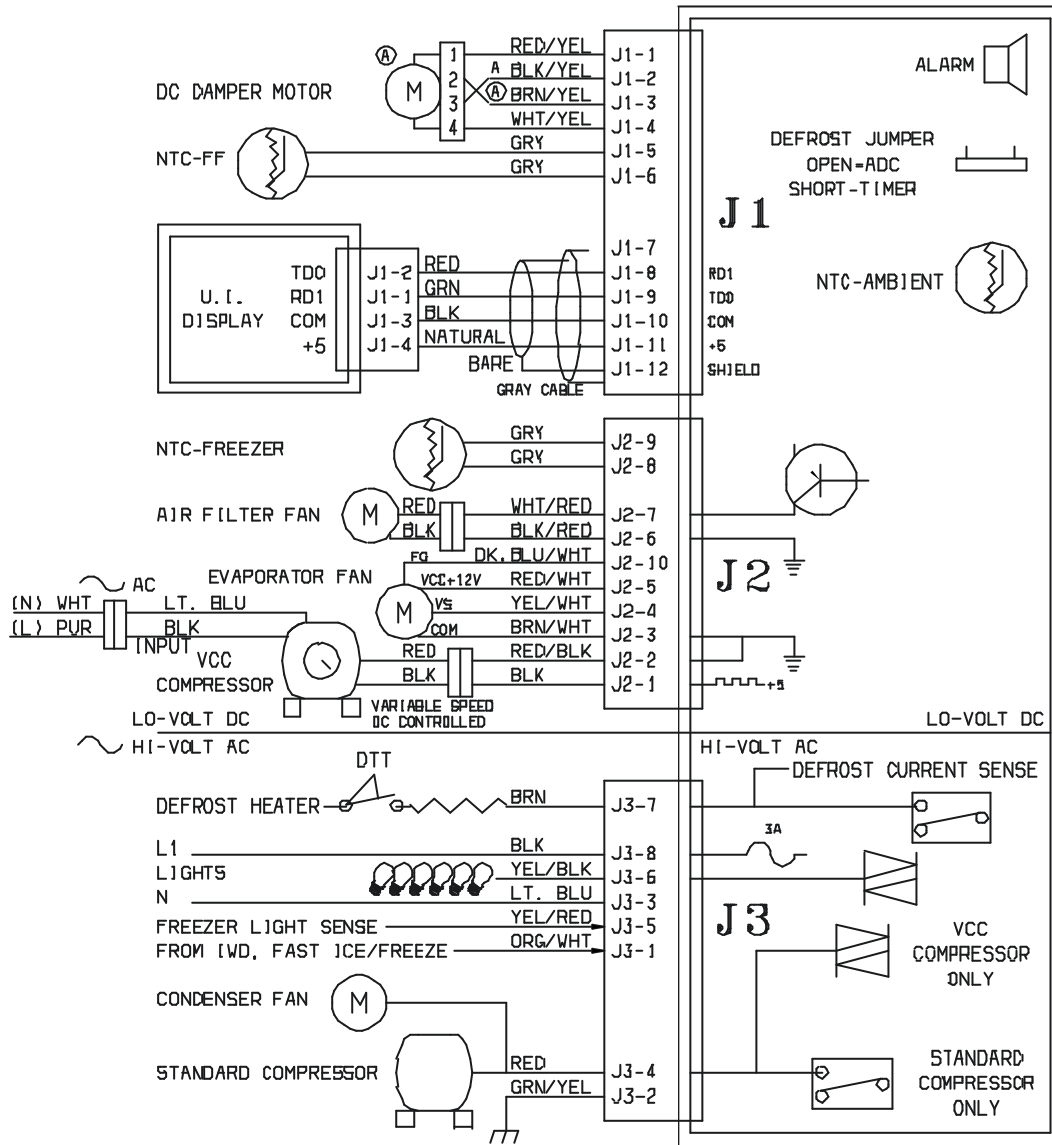 RED/YEL J1-1
ALARM
A 1 A BLK/YEL J1-2
DC DAMPER MOTOR M 2 A BRN/YEL J1-3
3
4 WHT/YEL J1-4
DEFROST JUMPER
OPEN=ADC
SHORT-TIMER
NTC-FF GRY J1-5
GRY J1-6
J1
J1-7
TDO J1-2 RED J1-8 RD1
NTC-AMBIENT
U.I. RD1 J1-1 GRN J1-9 TDO
DISPLAY COM J1-3 BLK J1-10 COM
+5 J1-4 NATURAL J1-11 +5
BARE J1-12 SHIELD
GRAY CABLE
NTC-FREEZER GRY J2-9
GRY J2-8
AIR FILTER FAN M RED WHT/RED J2-7
BLK BLK/RED J2-6
FG DK. BLU/WHT J2-10
J2
EVAPORATOR FAN VCC+12V RED/WHT J2-5
AC
(N) WHT LT. BLU M VS YEL/WHT J2-4
(L) PUR BLK COM BRN/WHT J2-3
INPUT
VCC RED RED/BLK J2-2
COMPRESSOR BLK BLK J2-1 +5
VARIABLE SPEED
DC CONTROLLED
LO-VOLT DC LO-VOLT DC
HI-VOLT AC HI-VOLT AC
DTT
DEFROST CURRENT SENSE
DEFROST HEATER BRN J3-7
3A
L1 BLK J3-8
LIGHTS YEL/BLK J3-6
N LT. BLU J3-3
J3
FREEZER LIGHT SENSE YEL/RED J3-5
FROM IWD, FAST ICE/FREEZE ORG/WHT J3-1
VCC
COMPRESSOR
ONLY
CONDENSER FAN M
STANDARD COMPRESSOR RED J3-4
GRN/YEL J3-2
STANDARD
COMPRESSOR
ONLY